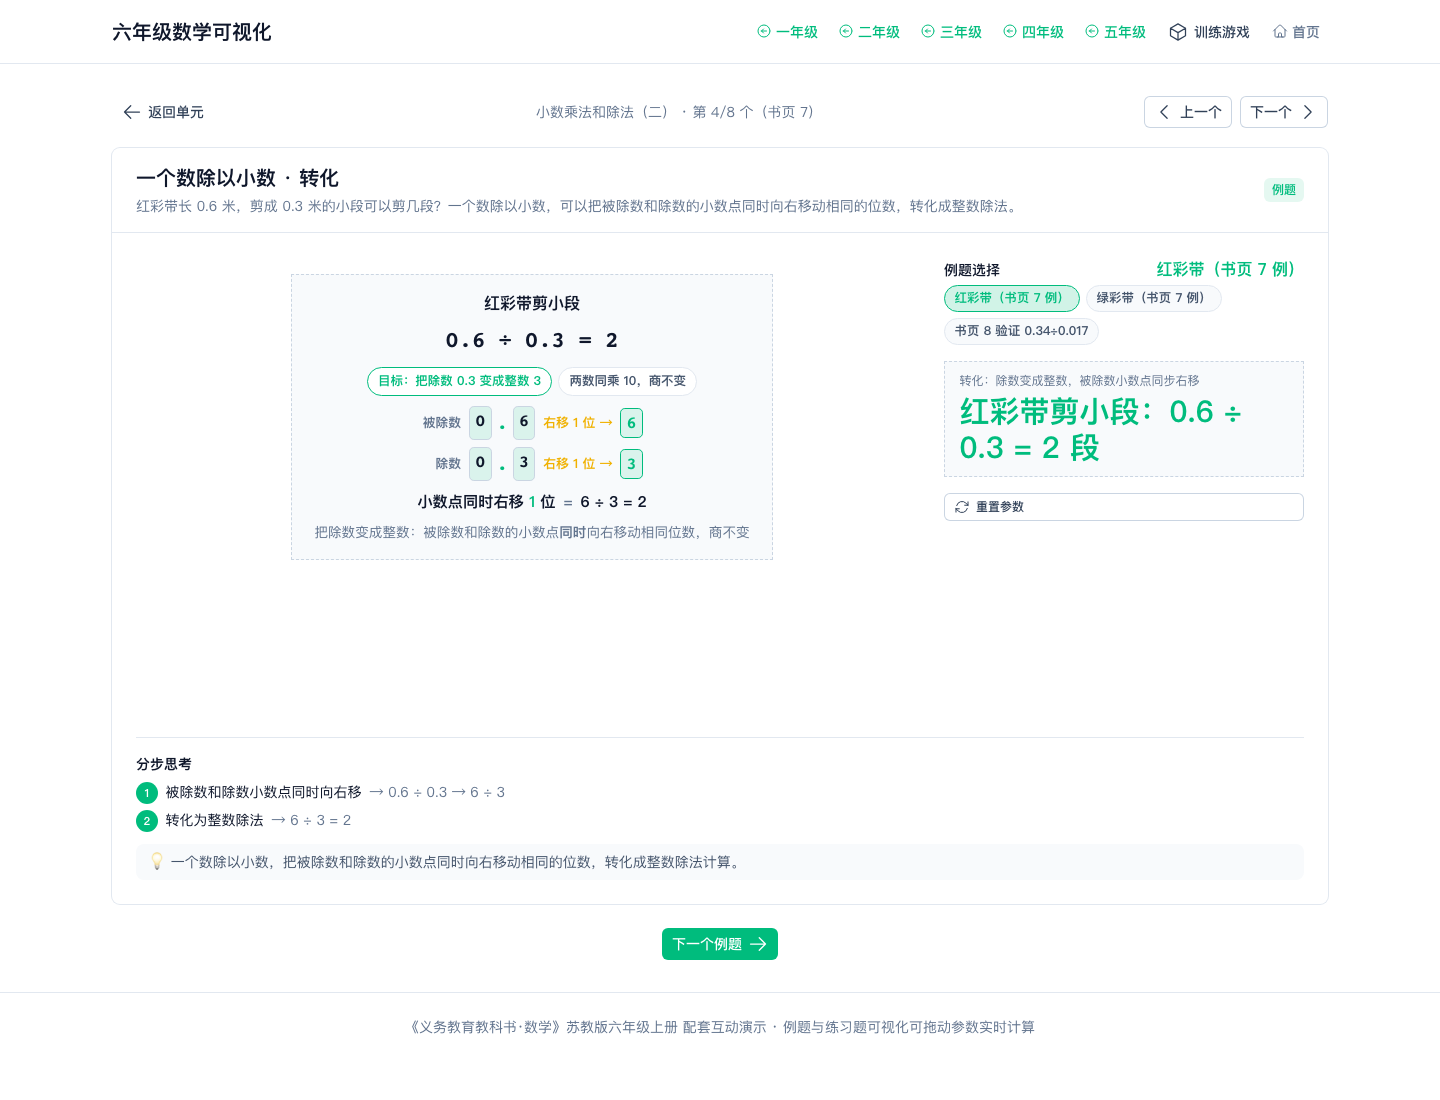 六年级数学可视化
一年级 二年级 三年级 四年级 五年级 训练游戏 首页
返回单元
小数乘法和除法（二） · 第 4/8 个（书页 7）
上一个 下一个
一个数除以小数 · 转化
红彩带长 0.6 米，剪成 0.3 米的小段可以剪几段？一个数除以小数，可以把被除数和除数的小数点同时向右移动相同的位数，转化成整数除法。
例题
红彩带剪小段
0.6 ÷ 0.3 = 2
目标：把除数 0.3 变成整数 3 两数同乘 10，商不变
被除数 0 . 6 右移 1 位 → 6
除数 0 . 3 右移 1 位 → 3
小数点同时右移 1 位 = 6 ÷ 3 = 2
把除数变成整数：被除数和除数的小数点同时向右移动相同位数，商不变
例题选择 红彩带（书页 7 例）
红彩带（书页 7 例） 绿彩带（书页 7 例）
书页 8 验证 0.34÷0.017
转化：除数变成整数，被除数小数点同步右移
红彩带剪小段：0.6 ÷
0.3 = 2 段
重置参数
分步思考
1 被除数和除数小数点同时向右移 → 0.6 ÷ 0.3 → 6 ÷ 3
2 转化为整数除法 → 6 ÷ 3 = 2
💡 一个数除以小数，把被除数和除数的小数点同时向右移动相同的位数，转化成整数除法计算。
下一个例题 →
《义务教育教科书·数学》苏教版六年级上册 配套互动演示 · 例题与练习题可视化可拖动参数实时计算